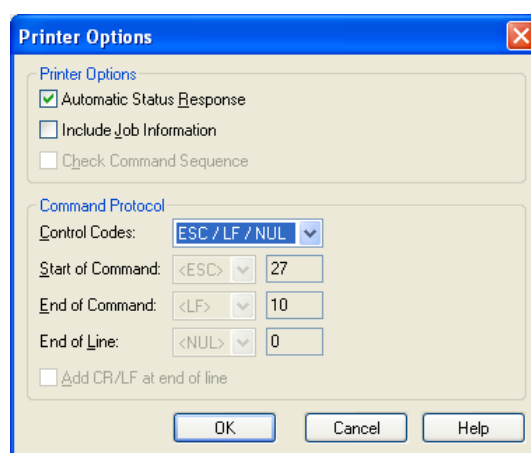 Printer Options
Printer Options
Automatic Status Response
Include Job Information
Check Command Sequence
Command Protocol
Control Codes: ESC / LF / NUL
Start of Command: <ESC> 27
End of Command: <LF> 10
End of Line: <NUL> 0
Add CR/LF at end of line
OK Cancel Help